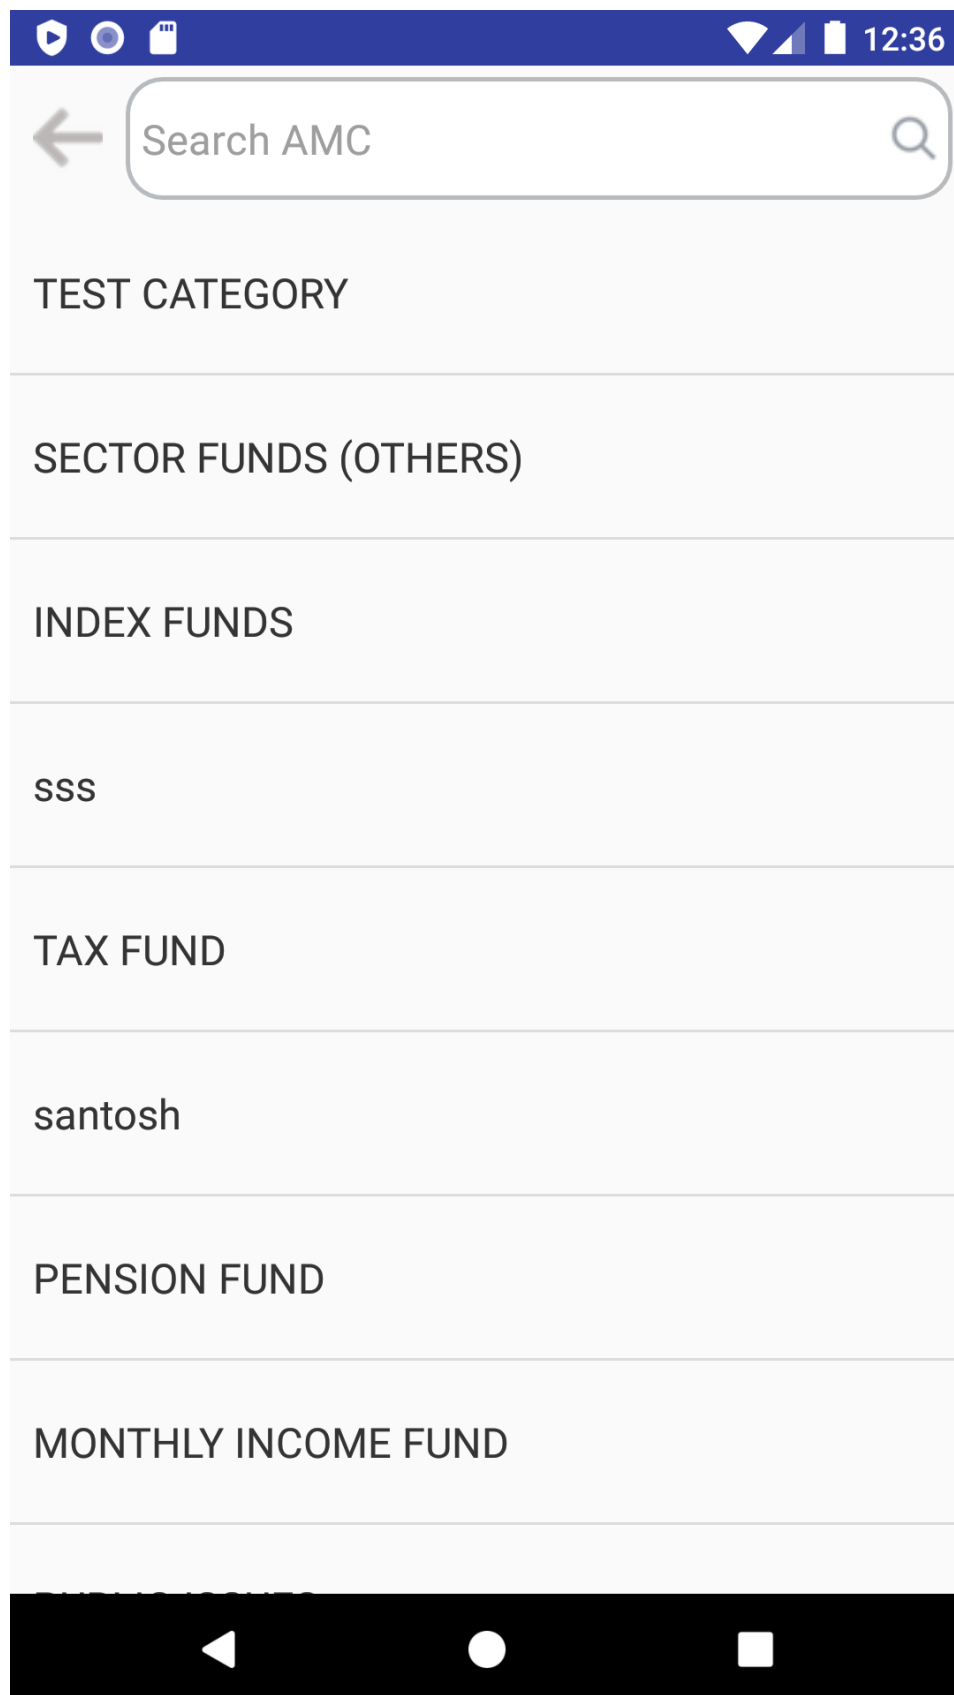 12:36
Search AMC
TEST CATEGORY
SECTOR FUNDS (OTHERS)
INDEX FUNDS
sss
TAX FUND
santosh
PENSION FUND
MONTHLY INCOME FUND